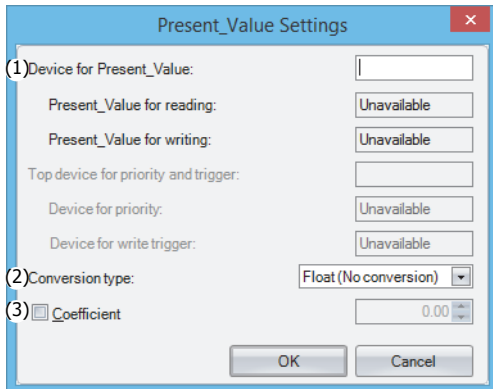 Present_Value Settings
×
(1) Device for Present_Value:
Present_Value for reading: Unavailable
Present_Value for writing: Unavailable
Top device for priority and trigger:
Device for priority: Unavailable
Device for write trigger: Unavailable
(2) Conversion type: Float (No conversion)
(3) Coefficient 0.00
OK Cancel